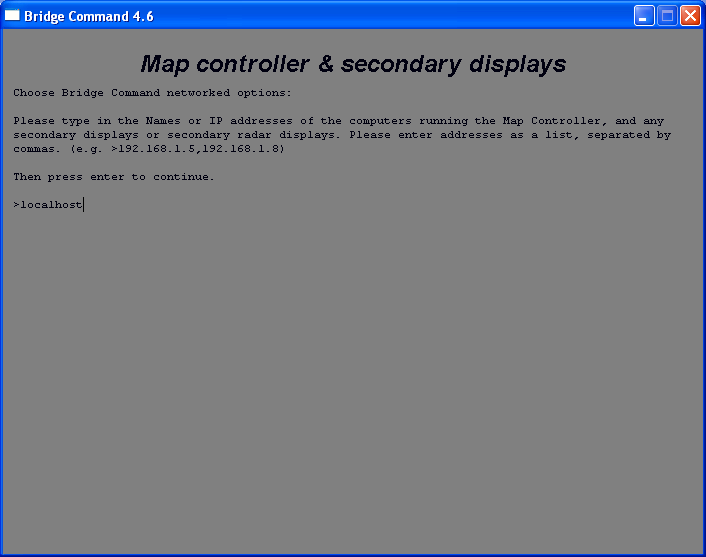 Bridge Command 4.6
Map controller & secondary displays
Choose Bridge Command networked options:
Please type in the Names or IP addresses of the computers running the Map Controller, and any
secondary displays or secondary radar displays. Please enter addresses as a list, separated by
commas. (e.g. >192.168.1.5,192.168.1.8)
Then press enter to continue.
>localhost